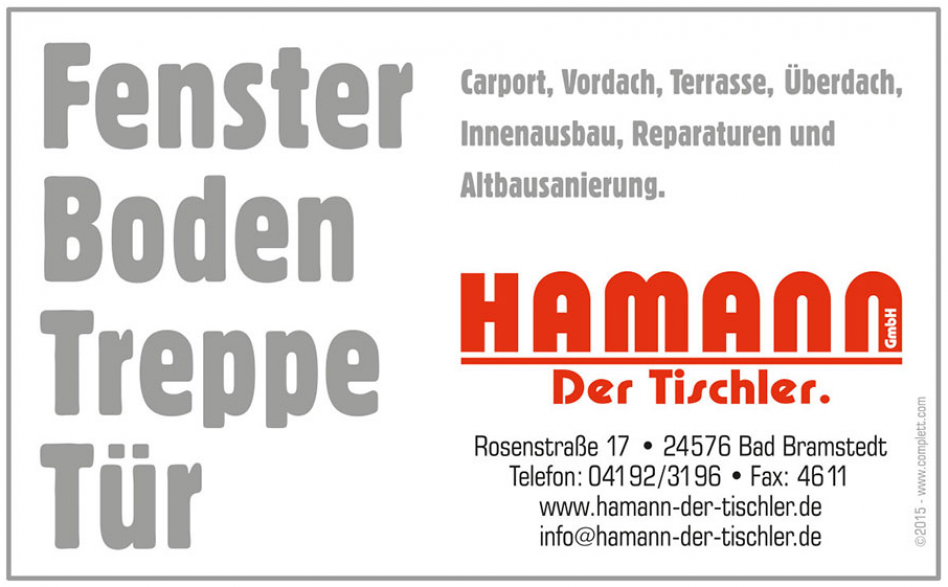 Fenster
Boden
Treppe
Tür
Carport, Vordach, Terrasse, Überdach,
Innenausbau, Reparaturen und
Altbausanierung.
HAMANN GmbH
Der Tischler.
Rosenstraße 17 • 24576 Bad Bramstedt
Telefon: 04192/3196 • Fax: 4611
www.hamann-der-tischler.de
info@hamann-der-tischler.de
©2015 - www.complett.com